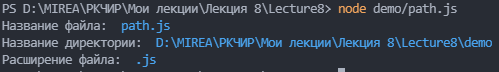 PS D:\MIREA\РКЧИР\Мои лекции\Лекция 8\Lecture8> node demo/path.js
Название файла:  path.js
Название директории:  D:\MIREA\РКЧИР\Мои лекции\Лекция 8\Lecture8\demo
Расширение файла:  .js